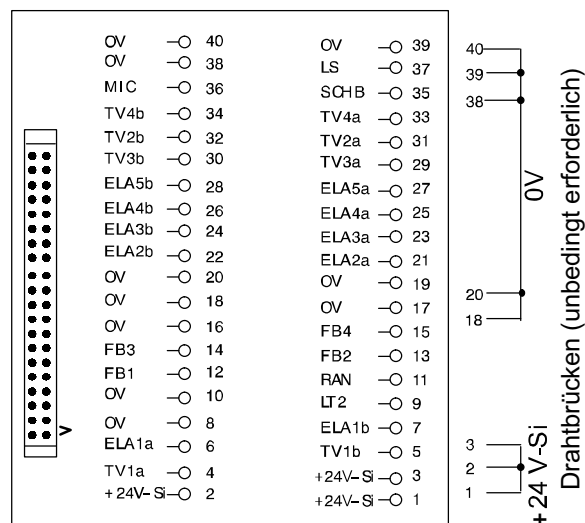 OV 40 OV 39 40
OV 38 LS 37 39
MIC 36 SCHB 35 38
TV4b 34 TV4a 33
TV2b 32 TV2a 31
TV3b 30 TV3a 29
ELA5b 28 ELA5a 27
ELA4b 26 ELA4a 25
ELA3b 24 ELA3a 23
ELA2b 22 ELA2a 21
OV 20 OV 19 20
OV 18 OV 17 18
OV 16 FB4 15
FB3 14 FB2 13
FB1 12 RAN 11
OV 10 LT2 9
OV 8 ELA1b 7
ELA1a 6 TV1b 5 3
TV1a 4 +24V-Si 3 2
+24V-Si 2 +24V-Si 1 1
0V
+24 V-Si
Drahtbrücken (unbedingt erforderlich)